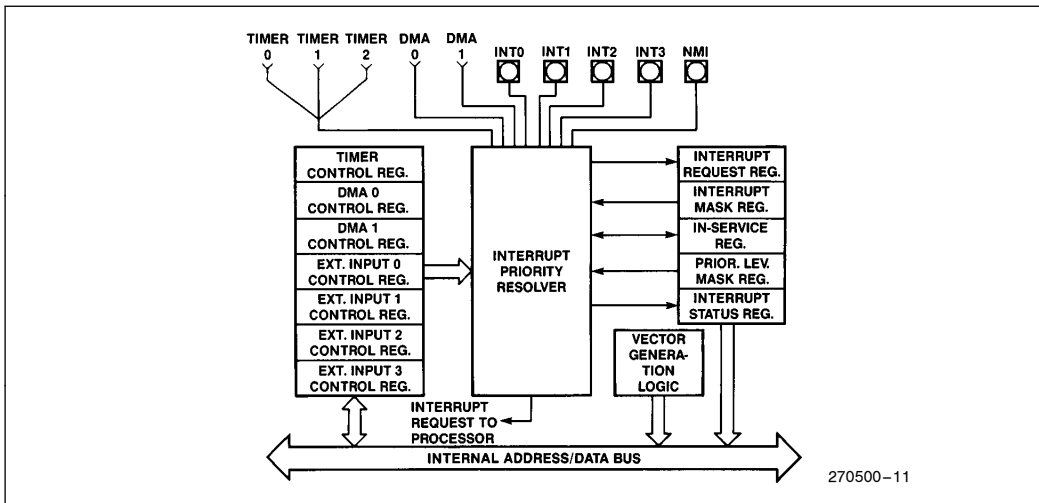 TIMER TIMER TIMER DMA DMA
0 1 2 0 1
INT0 INT1 INT2 INT3 NMI
TIMER
CONTROL REG.
DMA 0
CONTROL REG.
DMA 1
CONTROL REG.
EXT. INPUT 0
CONTROL REG.
EXT. INPUT 1
CONTROL REG.
EXT. INPUT 2
CONTROL REG.
EXT. INPUT 3
CONTROL REG.
INTERRUPT
PRIORITY
RESOLVER
INTERRUPT
REQUEST REG.
INTERRUPT
MASK REG.
IN-SERVICE
REG.
PRIOR. LEV.
MASK REG.
INTERRUPT
STATUS REG.
VECTOR
GENERA-
TION
LOGIC
INTERRUPT
REQUEST TO
PROCESSOR
INTERNAL ADDRESS/DATA BUS
270500–11